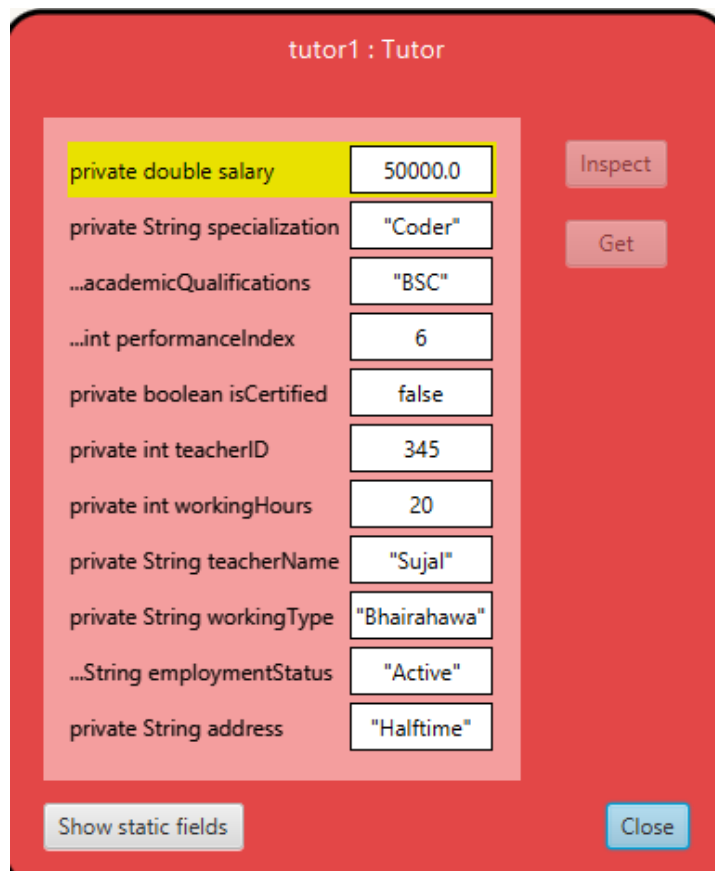 tutor1 : Tutor
private double salary 50000.0
Inspect
private String specialization "Coder"
Get
...academicQualifications "BSC"
...int performanceIndex 6
private boolean isCertified false
private int teacherID 345
private int workingHours 20
private String teacherName "Sujal"
private String workingType "Bhairahawa"
...String employmentStatus "Active"
private String address "Halftime"
Show static fields
Close